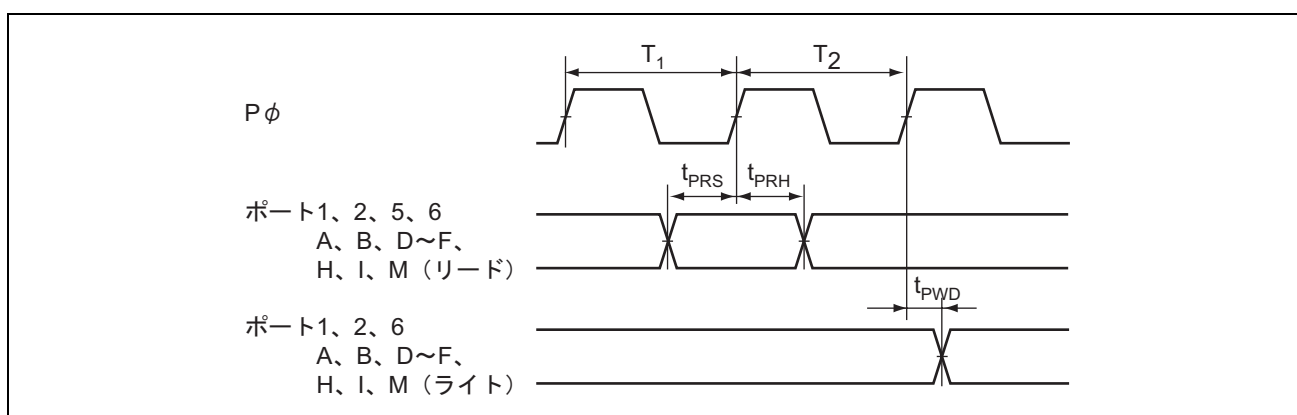 T₁ T₂
Pφ
tPRS tPRH
ポート1、2、5、6
A、B、D～F、
H、I、M（リード）
tPWD
ポート1、2、6
A、B、D～F、
H、I、M（ライト）